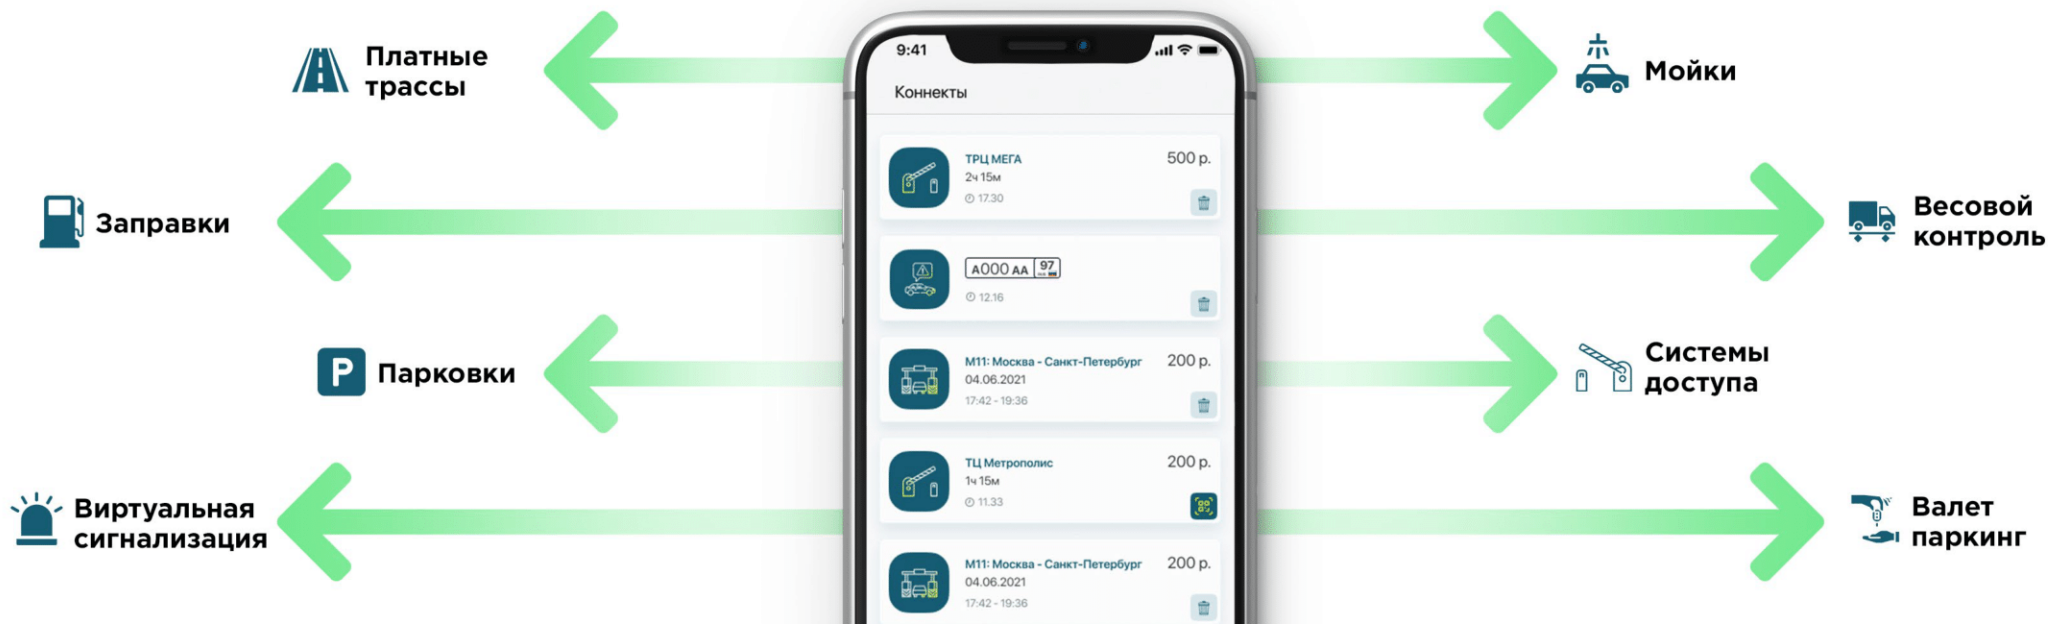 Платные
трассы
Заправки
Парковки
Виртуальная
сигнализация
9:41
Коннекты
ТРЦ МЕГА
500 р.
2ч 15м
17.30
А000 АА 97
12.16
М11: Москва - Санкт-Петербург
200 р.
04.06.2021
17:42 - 19:36
ТЦ Метрополис
200 р.
1ч 15м
11.33
М11: Москва - Санкт-Петербург
200 р.
04.06.2021
17:42 - 19:36
Мойки
Весовой
контроль
Системы
доступа
Валет
паркинг
P